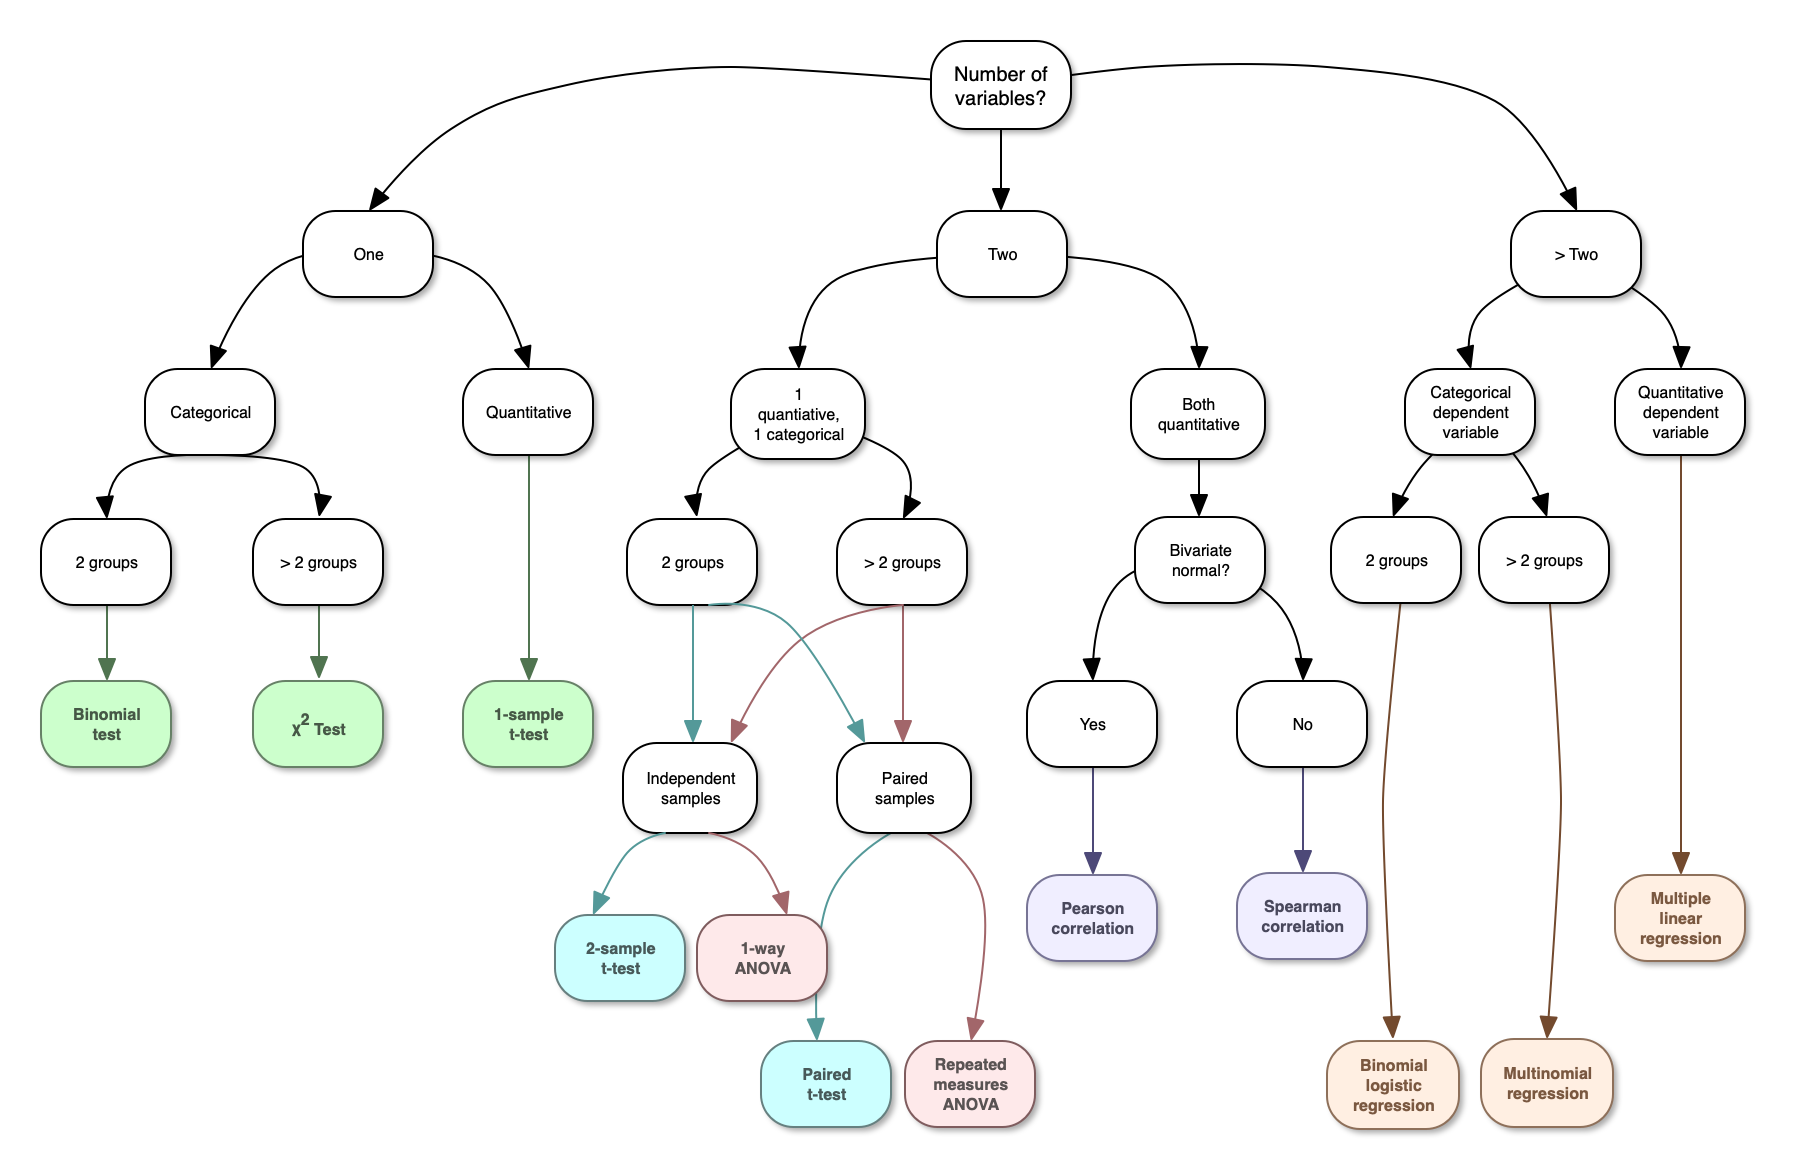 Number of
variables?
One
Two
> Two
Categorical
Quantitative
1
quantiative,
1 categorical
Both
quantitative
Categorical
dependent
variable
Quantitative
dependent
variable
2 groups
> 2 groups
2 groups
> 2 groups
Bivariate
normal?
2 groups
> 2 groups
Binomial
test
χ² Test
1-sample
t-test
Independent
samples
Paired
samples
Yes
No
2-sample
t-test
1-way
ANOVA
Pearson
correlation
Spearman
correlation
Multiple
linear
regression
Paired
t-test
Repeated
measures
ANOVA
Binomial
logistic
regression
Multinomial
regression